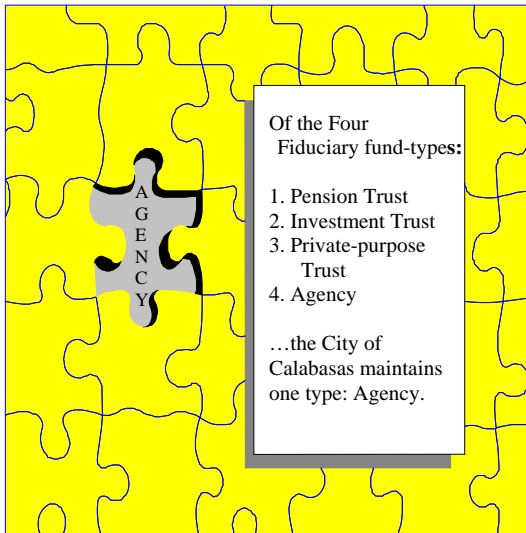 AGENCY
Of the Four
Fiduciary fund-types:
1. Pension Trust
2. Investment Trust
3. Private-purpose
Trust
4. Agency
…the City of
Calabasas maintains
one type: Agency.